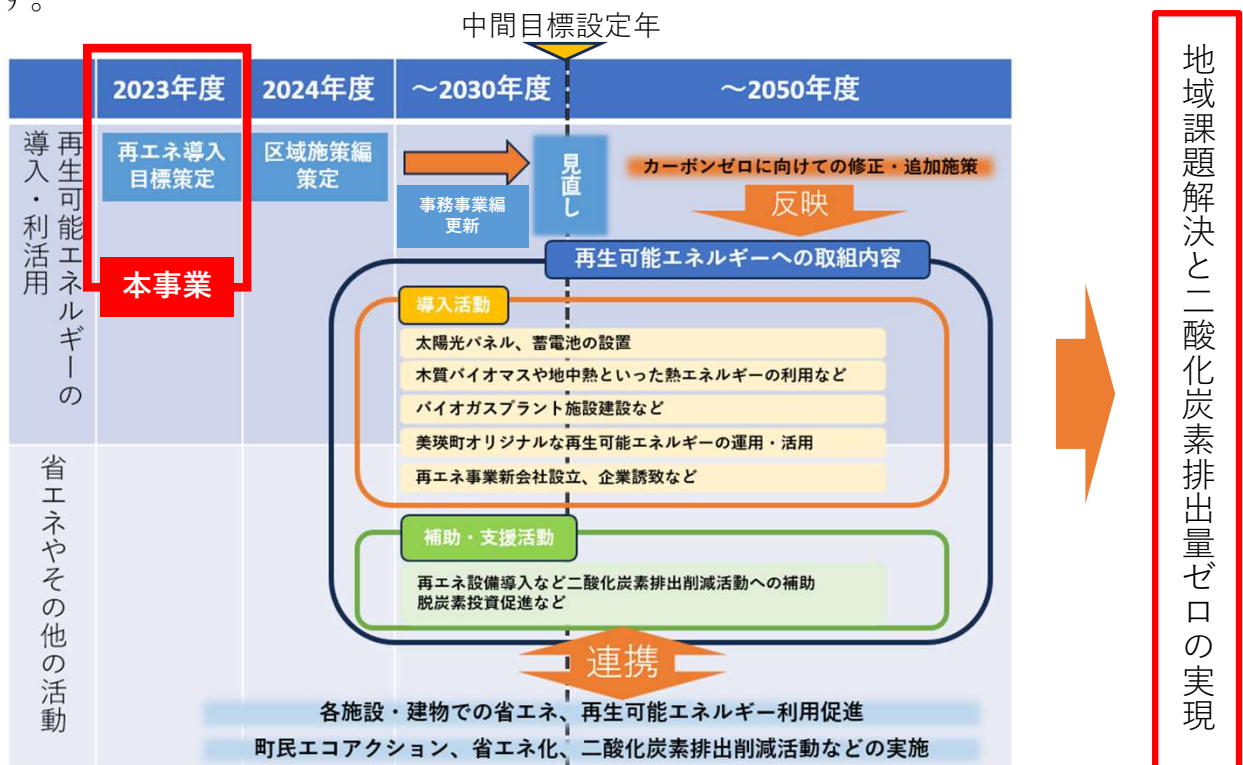 す。
中間目標設定年
2023年度
2024年度
～2030年度
～2050年度
再生可能エネルギーの
導入・利活用
再エネ導入
目標策定
本事業
区域施策編
策定
事務事業編
更新
見直し
カーボンゼロに向けての修正・追加施策
反映
再生可能エネルギーへの取組内容
導入活動
太陽光パネル、蓄電池の設置
木質バイオマスや地中熱といった熱エネルギーの利用など
バイオガスプラント施設建設など
美瑛町オリジナルな再生可能エネルギーの運用・活用
再エネ事業新会社設立、企業誘致など
補助・支援活動
再エネ設備導入など二酸化炭素排出削減活動への補助
脱炭素投資促進など
連携
省エネやその他の活動
各施設・建物での省エネ、再生可能エネルギー利用促進
町民エコアクション、省エネ化、二酸化炭素排出削減活動などの実施
地域課題解決と二酸化炭素排出量ゼロの実現